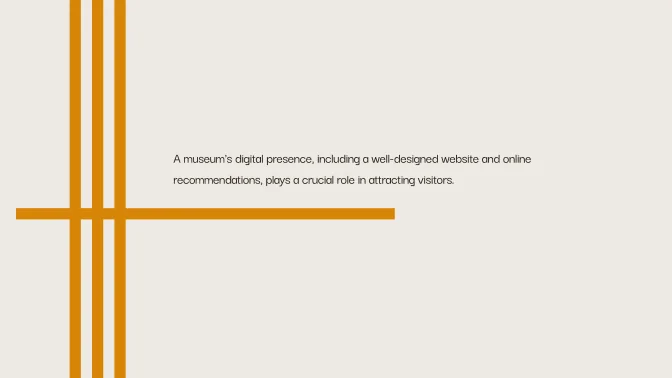 A museum's digital presence, including a well-designed website and online
recommendations, plays a crucial role in attracting visitors.